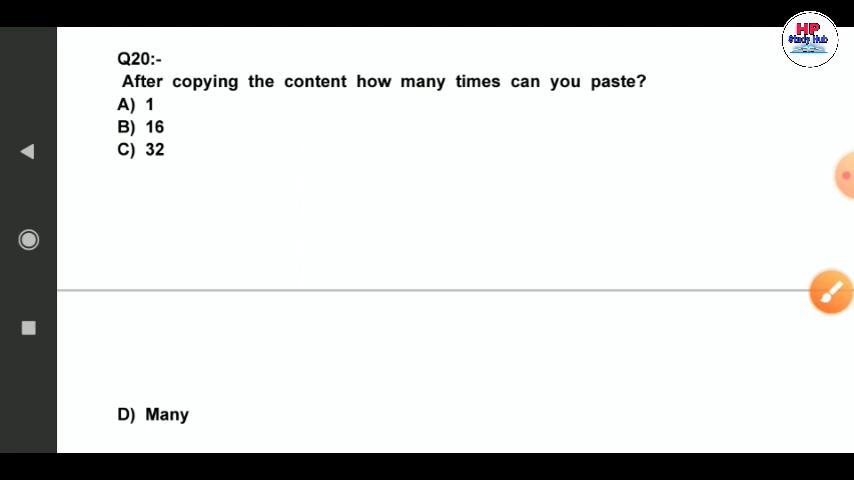 HP
Study Hub
Q20:-
After copying the content how many times can you paste?
A) 1
B) 16
C) 32
D) Many